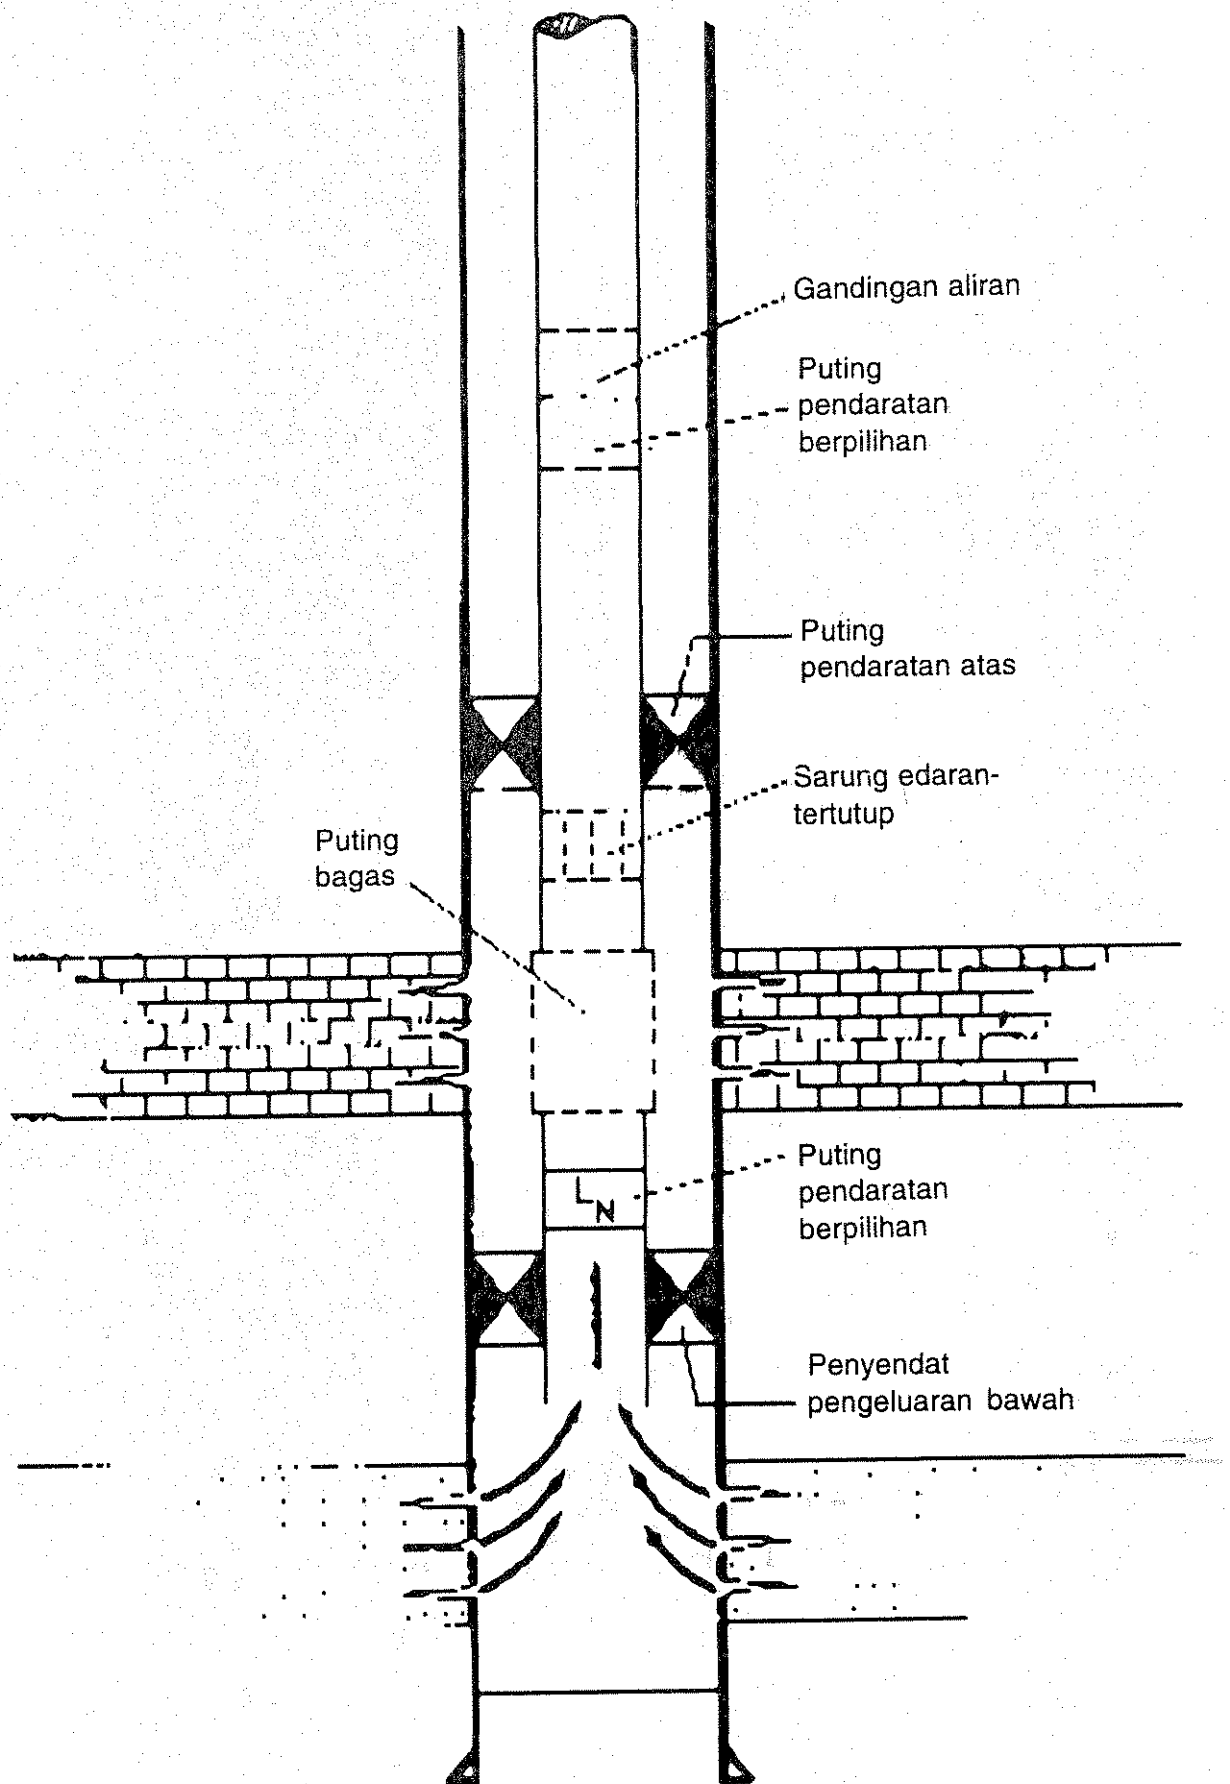 Gandingan aliran
Puting
pendaratan
berpilihan
Puting
pendaratan atas
Sarung edaran-
tertutup
Puting
bagas
Puting
pendaratan
berpilihan
LN
Penyendat
pengeluaran bawah